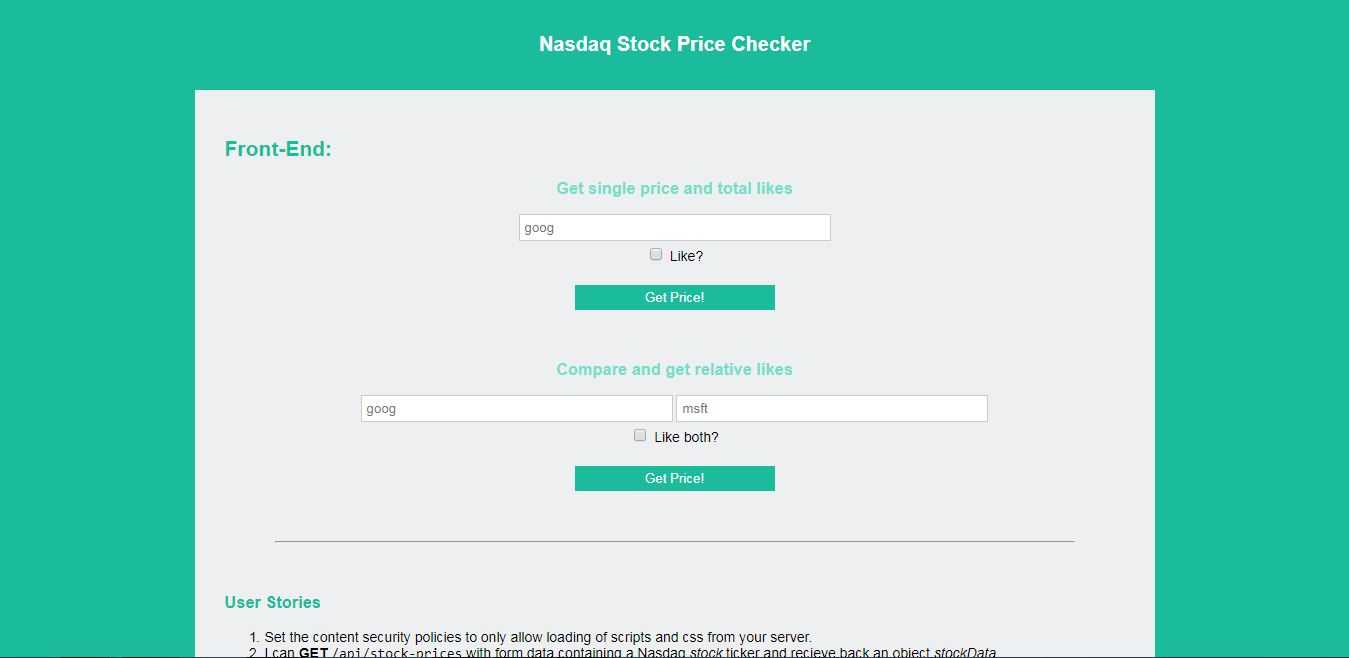 Nasdaq Stock Price Checker
Front-End:
Get single price and total likes
goog
Like?
Get Price!
Compare and get relative likes
goog msft
Like both?
Get Price!
User Stories
1. Set the content security policies to only allow loading of scripts and css from your server.
2. I can GET /api/stock-prices with form data containing a Nasdaq stock ticker and recieve back an object stockData.